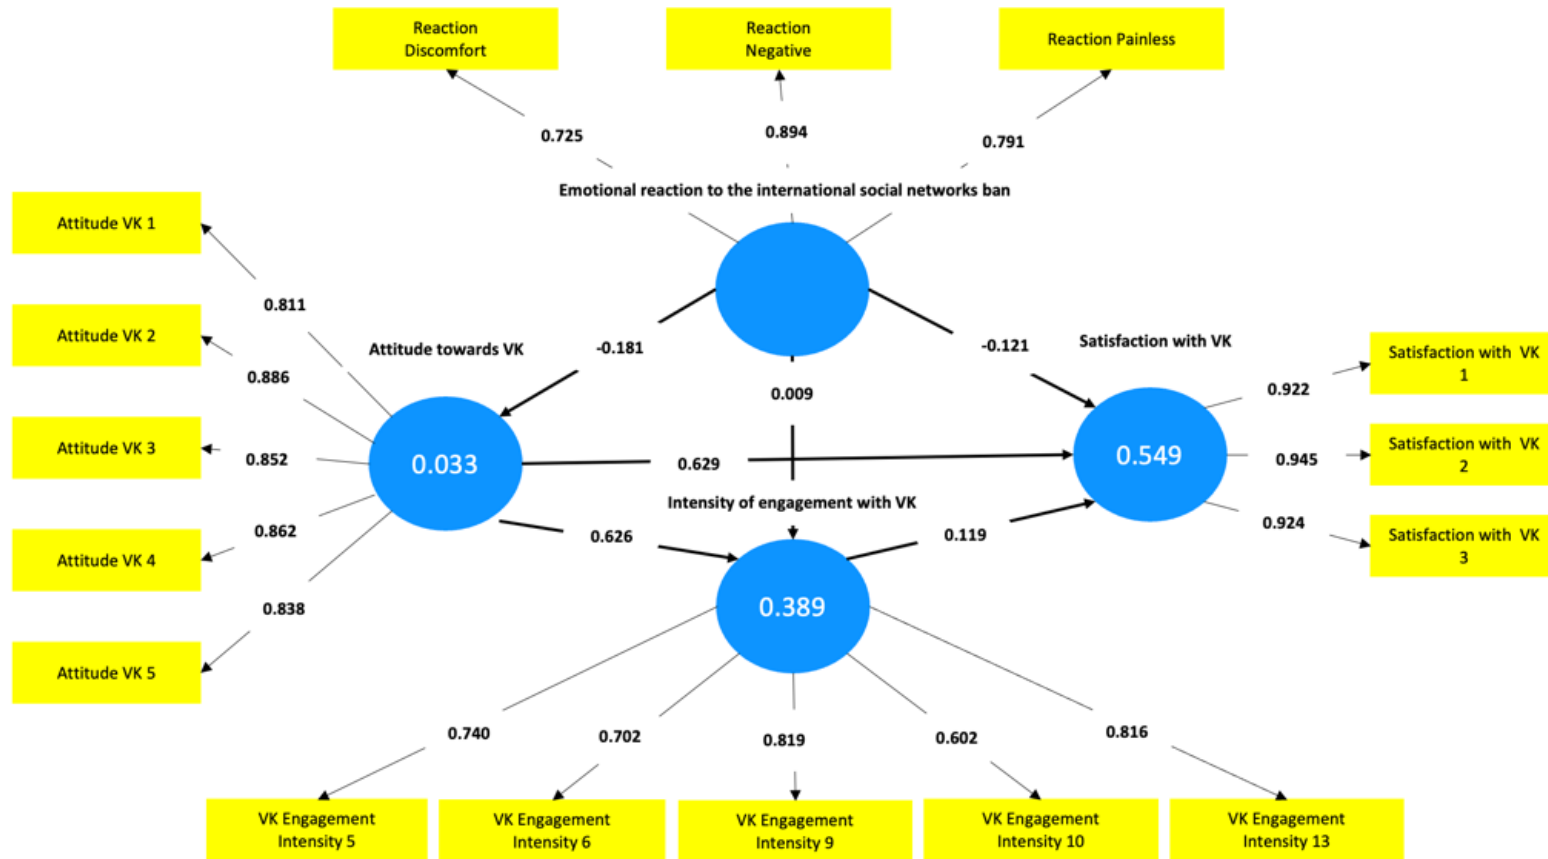 Reaction
Discomfort
Reaction
Negative
Reaction Painless
0.725
0.894
0.791
Emotional reaction to the international social networks ban
Attitude VK 1
Attitude VK 2
Attitude VK 3
Attitude VK 4
Attitude VK 5
0.811
0.886
0.852
0.862
0.838
Attitude towards VK
0.033
-0.181
0.009
-0.121
0.629
0.626
0.119
Satisfaction with VK
0.549
0.922
0.945
0.924
Satisfaction with VK
1
Satisfaction with VK
2
Satisfaction with VK
3
Intensity of engagement with VK
0.389
0.740
0.702
0.819
0.602
0.816
VK Engagement
Intensity 5
VK Engagement
Intensity 6
VK Engagement
Intensity 9
VK Engagement
Intensity 10
VK Engagement
Intensity 13